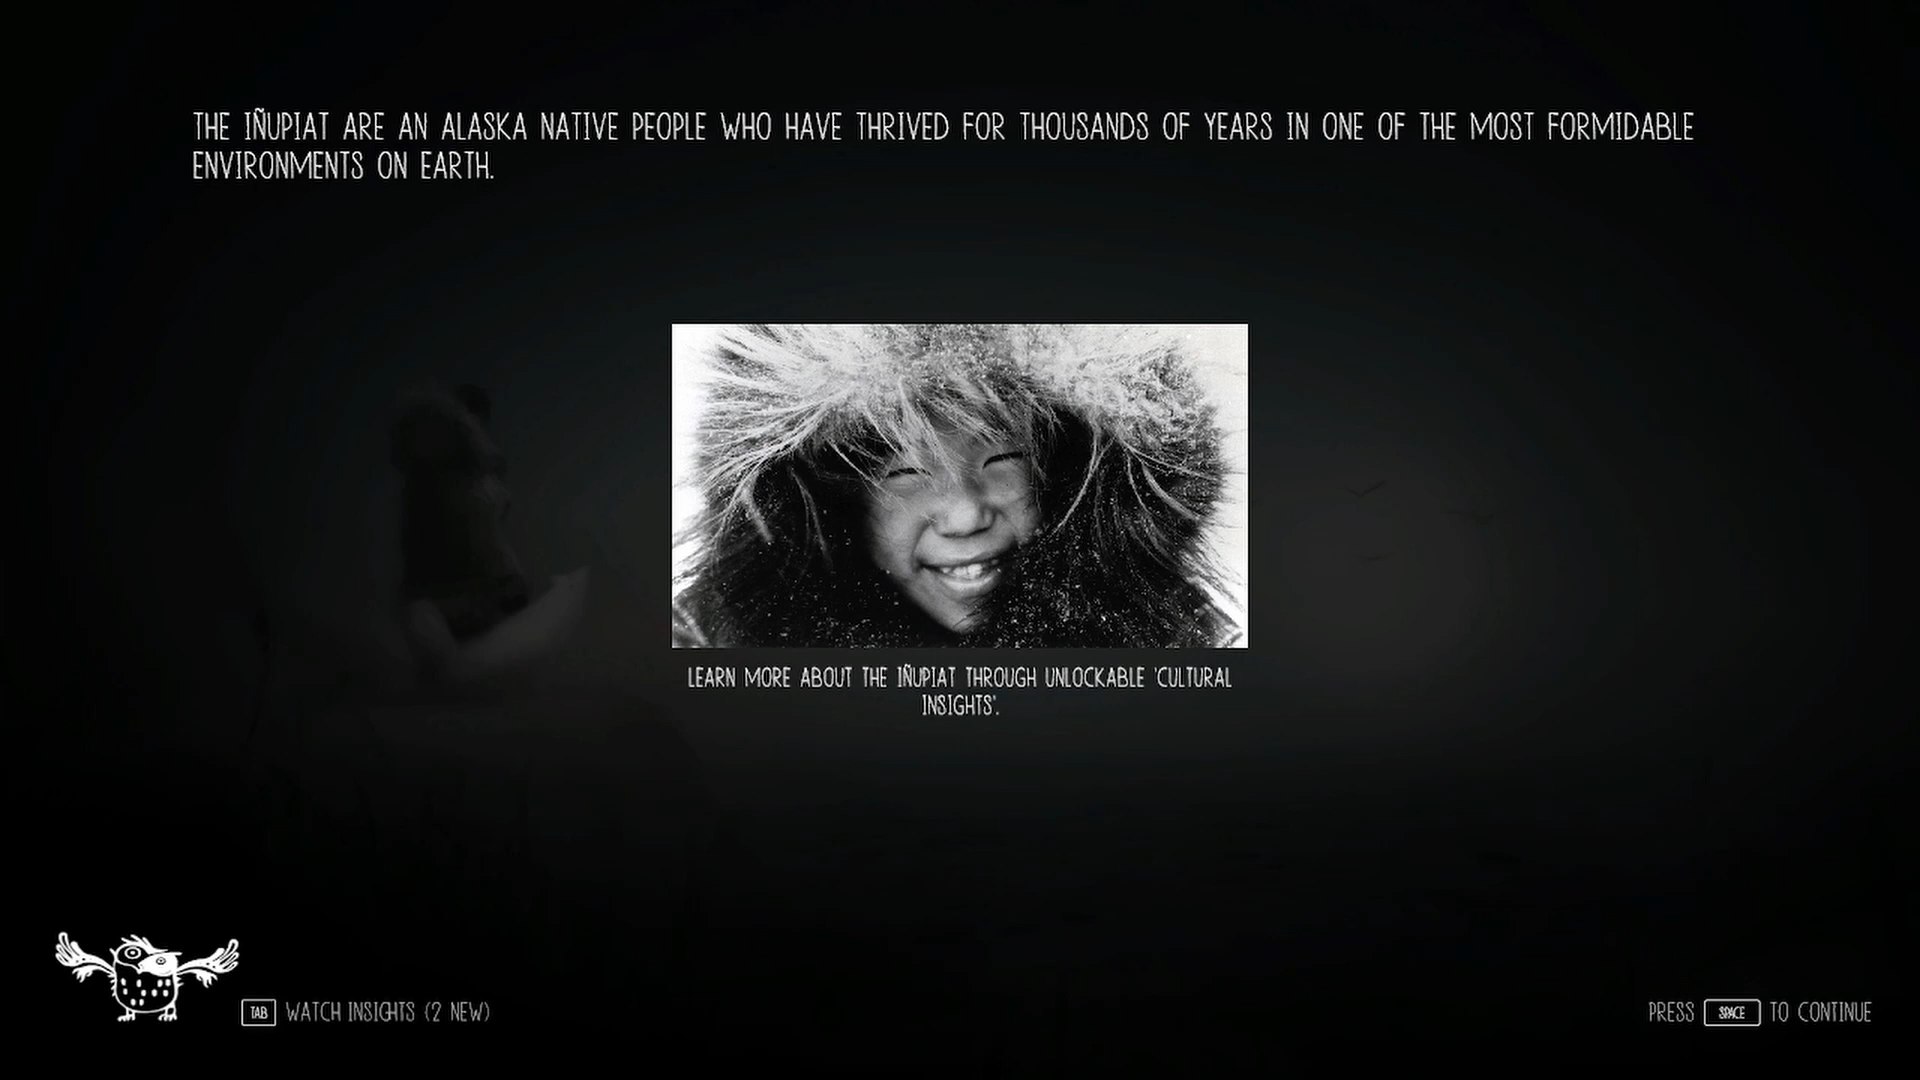 THE IÑUPIAT ARE AN ALASKA NATIVE PEOPLE WHO HAVE THRIVED FOR THOUSANDS OF YEARS IN ONE OF THE MOST FORMIDABLE
ENVIRONMENTS ON EARTH.
LEARN MORE ABOUT THE IÑUPIAT THROUGH UNLOCKABLE 'CULTURAL
INSIGHTS'.
TAB WATCH INSIGHTS (2 NEW)
PRESS SPACE TO CONTINUE